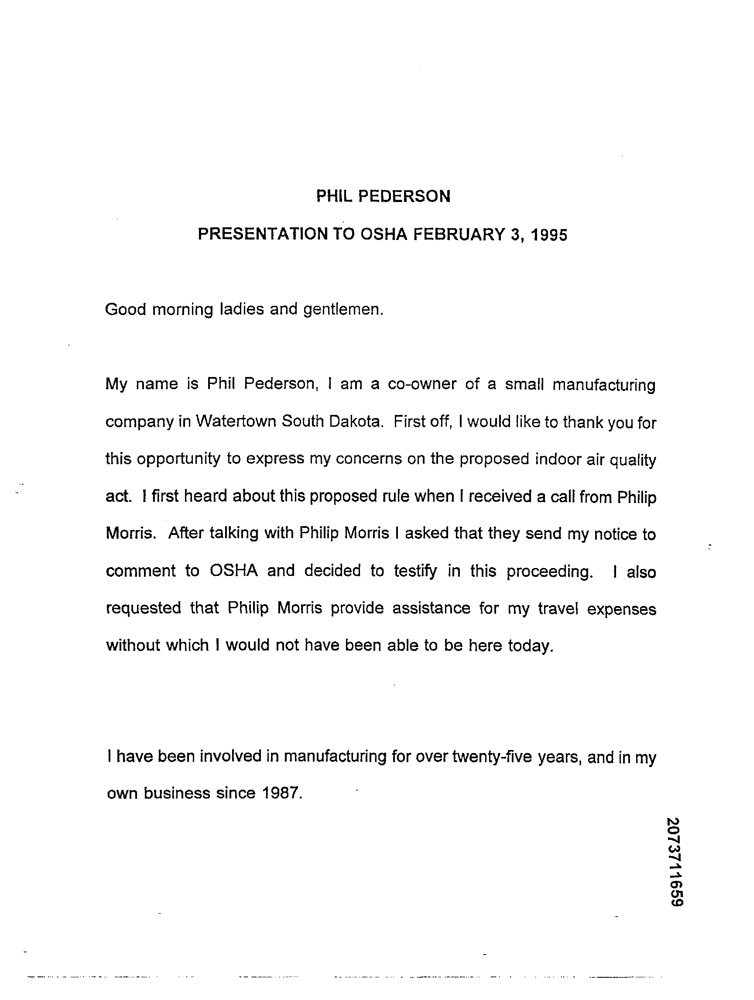 PHIL PEDERSON
PRESENTATION TO OSHA FEBRUARY 3, 1995
Good morning ladies and gentlemen.
My name is Phil Pederson, I am a co-owner of a small manufacturing
company in Watertown South Dakota. First off, I would like to thank you for
this opportunity to express my concerns on the proposed indoor air quality
act. I first heard about this proposed rule when I received a call from Philip
Morris. After talking with Philip Morris I asked that they send my notice to
comment to OSHA and decided to testify in this proceeding. I also
requested that Philip Morris provide assistance for my travel expenses
without which I would not have been able to be here today.
I have been involved in manufacturing for over twenty-five years, and in my
own business since 1987.
2073711659